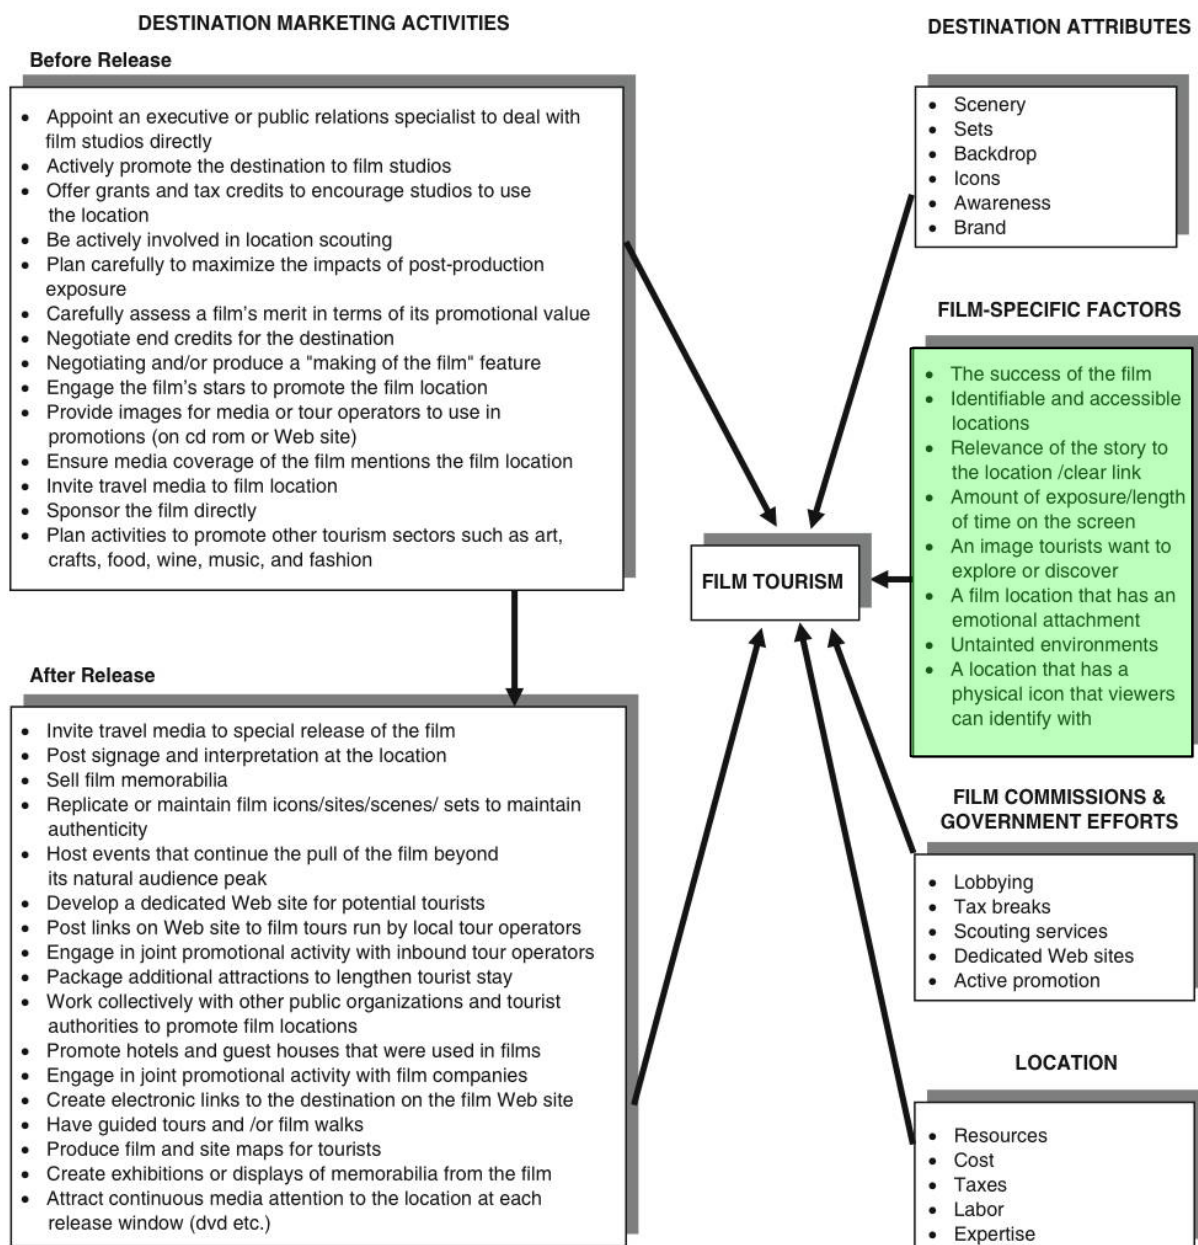 DESTINATION MARKETING ACTIVITIES
Before Release
• Appoint an executive or public relations specialist to deal with
film studios directly
• Actively promote the destination to film studios
• Offer grants and tax credits to encourage studios to use
the location
• Be actively involved in location scouting
• Plan carefully to maximize the impacts of post-production
exposure
• Carefully assess a film's merit in terms of its promotional value
• Negotiate end credits for the destination
• Negotiating and/or produce a "making of the film" feature
• Engage the film's stars to promote the film location
• Provide images for media or tour operators to use in
promotions (on cd rom or Web site)
• Ensure media coverage of the film mentions the film location
• Invite travel media to film location
• Sponsor the film directly
• Plan activities to promote other tourism sectors such as art,
crafts, food, wine, music, and fashion
After Release
• Invite travel media to special release of the film
• Post signage and interpretation at the location
• Sell film memorabilia
• Replicate or maintain film icons/sites/scenes/ sets to maintain
authenticity
• Host events that continue the pull of the film beyond
its natural audience peak
• Develop a dedicated Web site for potential tourists
• Post links on Web site to film tours run by local tour operators
• Engage in joint promotional activity with inbound tour operators
• Package additional attractions to lengthen tourist stay
• Work collectively with other public organizations and tourist
authorities to promote film locations
• Promote hotels and guest houses that were used in films
• Engage in joint promotional activity with film companies
• Create electronic links to the destination on the film Web site
• Have guided tours and /or film walks
• Produce film and site maps for tourists
• Create exhibitions or displays of memorabilia from the film
• Attract continuous media attention to the location at each
release window (dvd etc.)
FILM TOURISM
DESTINATION ATTRIBUTES
• Scenery
• Sets
• Backdrop
• Icons
• Awareness
• Brand
FILM-SPECIFIC FACTORS
• The success of the film
• Identifiable and accessible
locations
• Relevance of the story to
the location /clear link
• Amount of exposure/length
of time on the screen
• An image tourists want to
explore or discover
• A film location that has an
emotional attachment
• Untainted environments
• A location that has a
physical icon that viewers
can identify with
FILM COMMISSIONS &
GOVERNMENT EFFORTS
• Lobbying
• Tax breaks
• Scouting services
• Dedicated Web sites
• Active promotion
LOCATION
• Resources
• Cost
• Taxes
• Labor
• Expertise